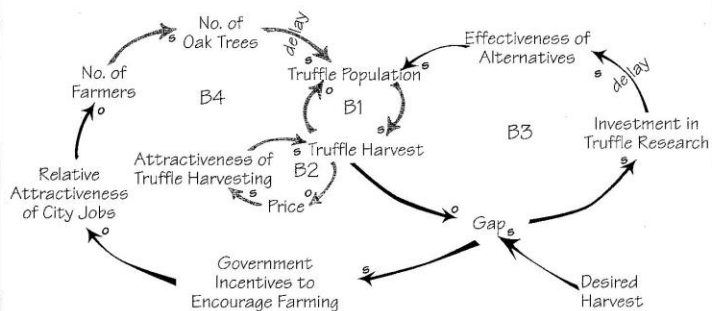 No. of
Oak Trees
s
delay
s
Truffle Population
s
Effectiveness of
Alternatives
s
delay
No. of
Farmers
o
B4
o
B1
s
B3
Investment in
Truffle Research
s
Attractiveness of
Truffle Harvesting
s
Truffle Harvest
B2
s
o
Price
Relative
Attractiveness
of City Jobs
o
o
Gap
s
s
Government
Incentives to
Encourage Farming
s
Desired
Harvest